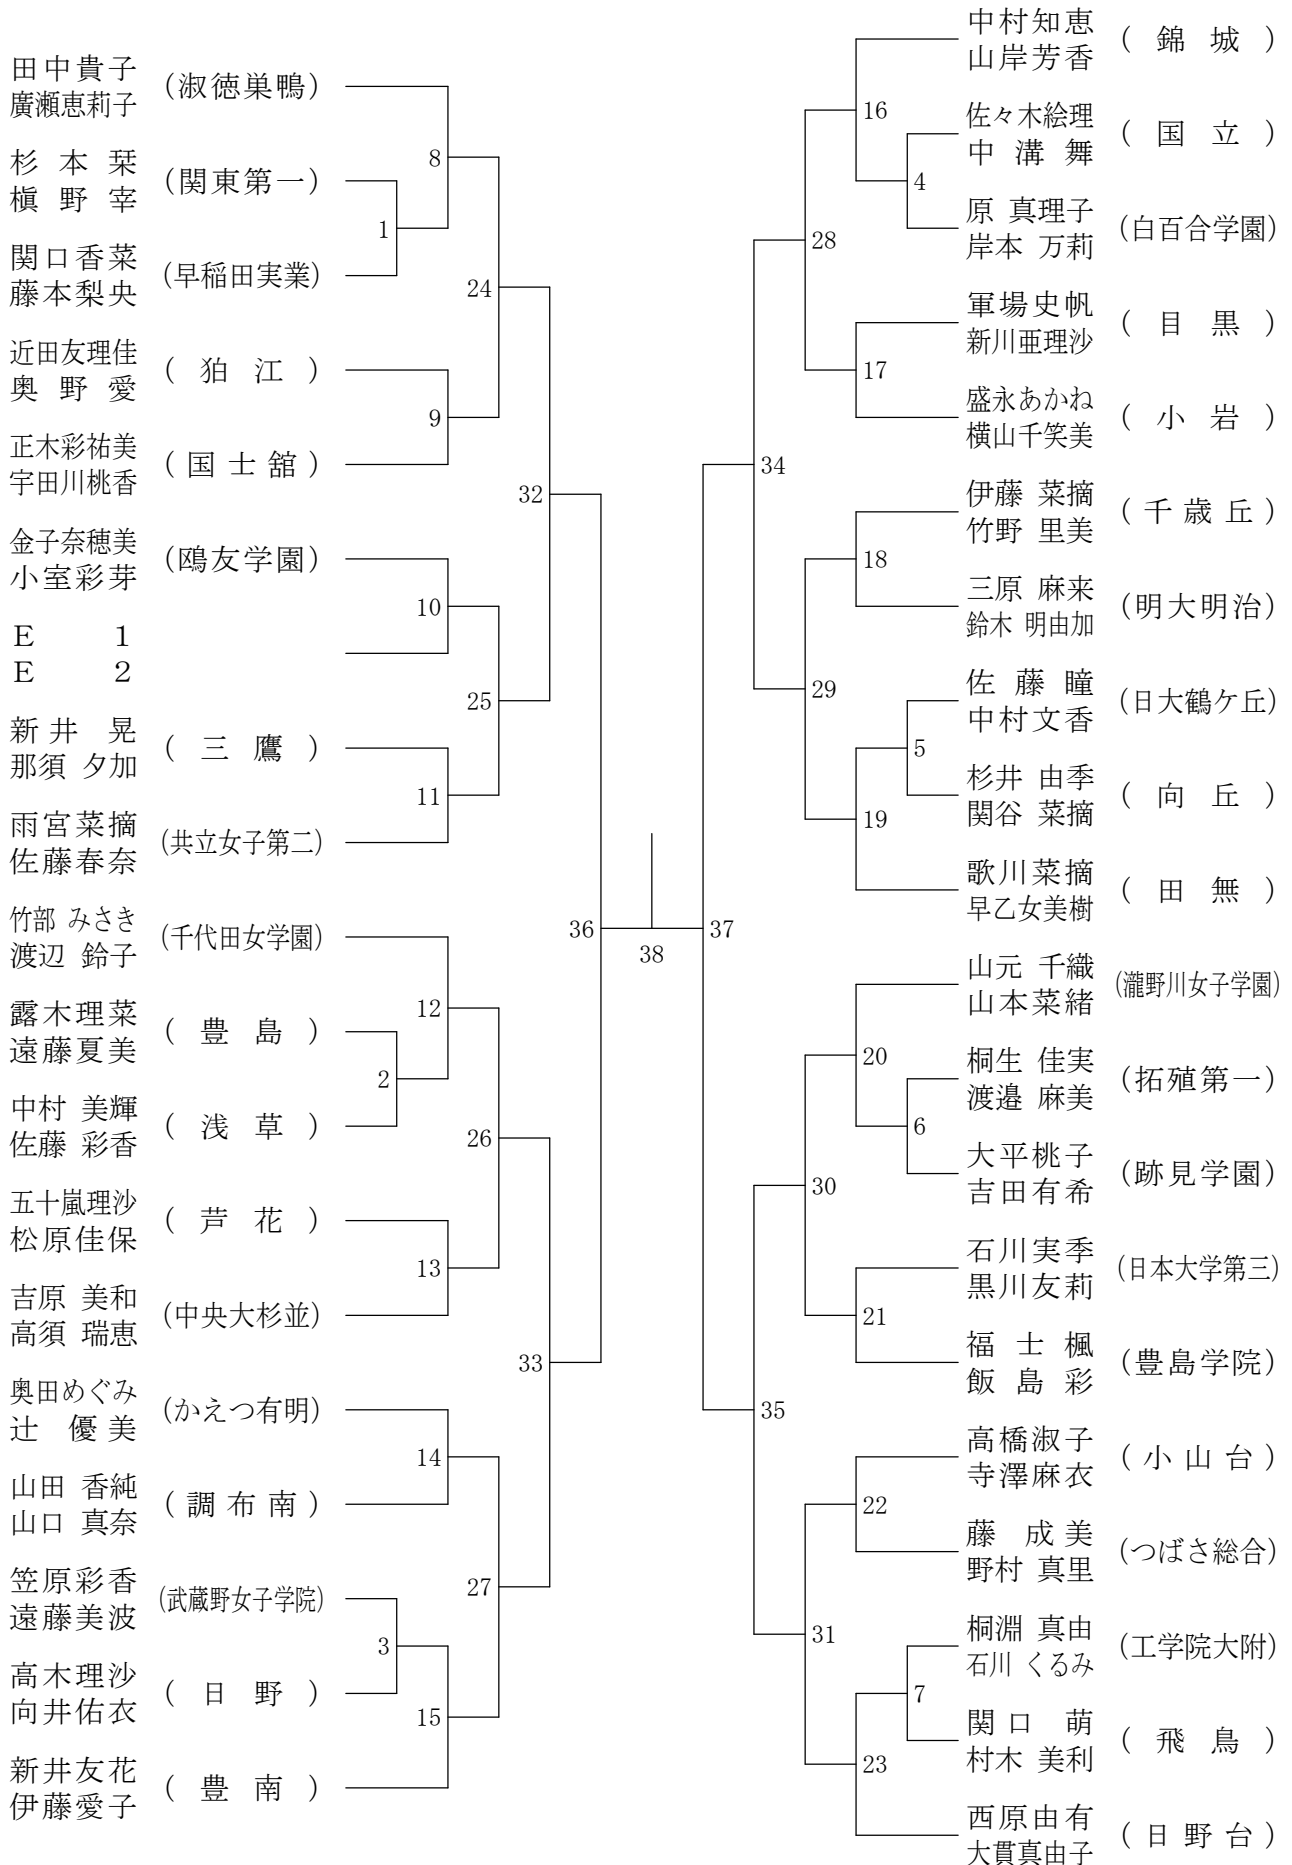 田中貴子
廣瀬恵莉子
(淑徳巣鴨)
杉本栞
槇野宰
(関東第一)
関口香菜
藤本梨央
(早稲田実業)
近田友理佳
奥野愛
(狛江)
正木彩祐美
宇田川桃香
(国士舘)
金子奈穂美
小室彩芽
(鴎友学園)
E 1
E 2
新井 晃
那須 夕加
(三鷹)
雨宮菜摘
佐藤春奈
(共立女子第二)
竹部 みさき
渡辺 鈴子
(千代田女学園)
露木理菜
遠藤夏美
(豊島)
中村 美輝
佐藤 彩香
(浅草)
五十嵐理沙
松原佳保
(芦花)
吉原 美和
高須 瑞恵
(中央大杉並)
奥田めぐみ
辻 優美
(かえつ有明)
山田 香純
山口 真奈
(調布南)
笠原彩香
遠藤美波
(武蔵野女子学院)
高木理沙
向井佑衣
(日野)
新井友花
伊藤愛子
(豊南)
8
1
24
9
32
10
25
11
36
12
2
26
13
33
14
27
3
15
38
37
16
4
28
17
34
18
29
5
19
20
6
30
21
35
22
31
7
23
中村知恵
山岸芳香
(錦城)
佐々木絵理
中溝舞
(国立)
原 真理子
岸本 万莉
(白百合学園)
軍場史帆
新川亜理沙
(目黒)
盛永あかね
横山千笑美
(小岩)
伊藤 菜摘
竹野 里美
(千歳丘)
三原 麻来
鈴木 明由加
(明大明治)
佐藤瞳
中村文香
(日大鶴ケ丘)
杉井 由季
関谷 菜摘
(向丘)
歌川菜摘
早乙女美樹
(田無)
山元 千織
山本菜緒
(瀧野川女子学園)
桐生 佳実
渡邉 麻美
(拓殖第一)
大平桃子
吉田有希
(跡見学園)
石川実季
黒川友莉
(日本大学第三)
福士楓
飯島彩
(豊島学院)
高橋淑子
寺澤麻衣
(小山台)
藤 成美
野村 真里
(つばさ総合)
桐淵 真由
石川 くるみ
(工学院大附)
関口 萌
村木 美利
(飛鳥)
西原由有
大貫真由子
(日野台)